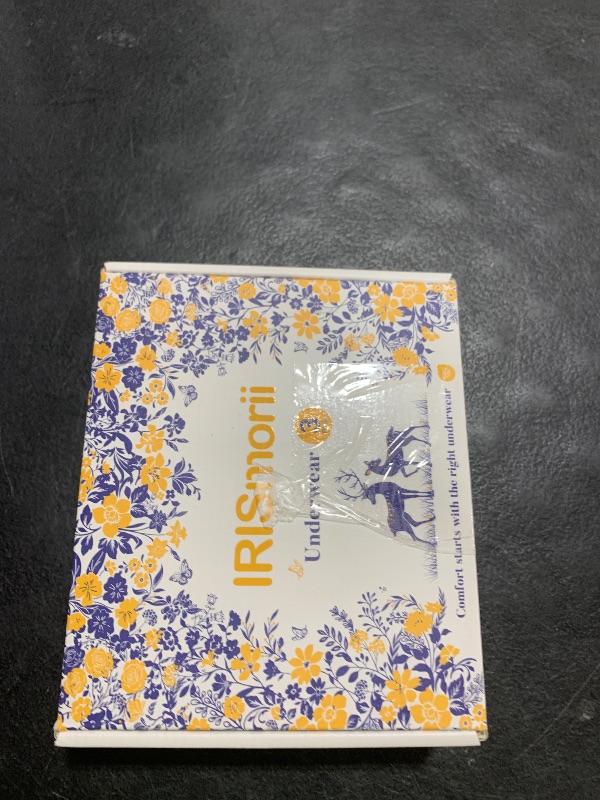 IRISmorii
Underwear 3
Comfort starts with the right underwear